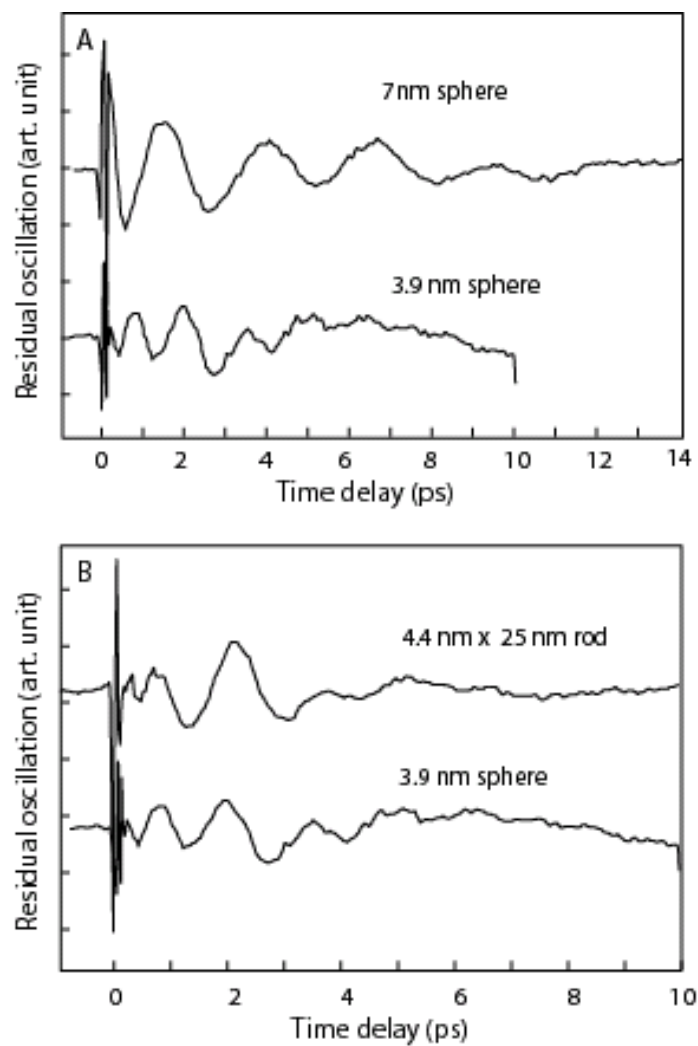 A
7nm sphere
3.9 nm sphere
Residual oscillation (art. unit)
0 2 4 6 8 10 12 14
Time delay (ps)
B
4.4 nm x 25 nm rod
3.9 nm sphere
Residual oscillation (art. unit)
0 2 4 6 8 10
Time delay (ps)